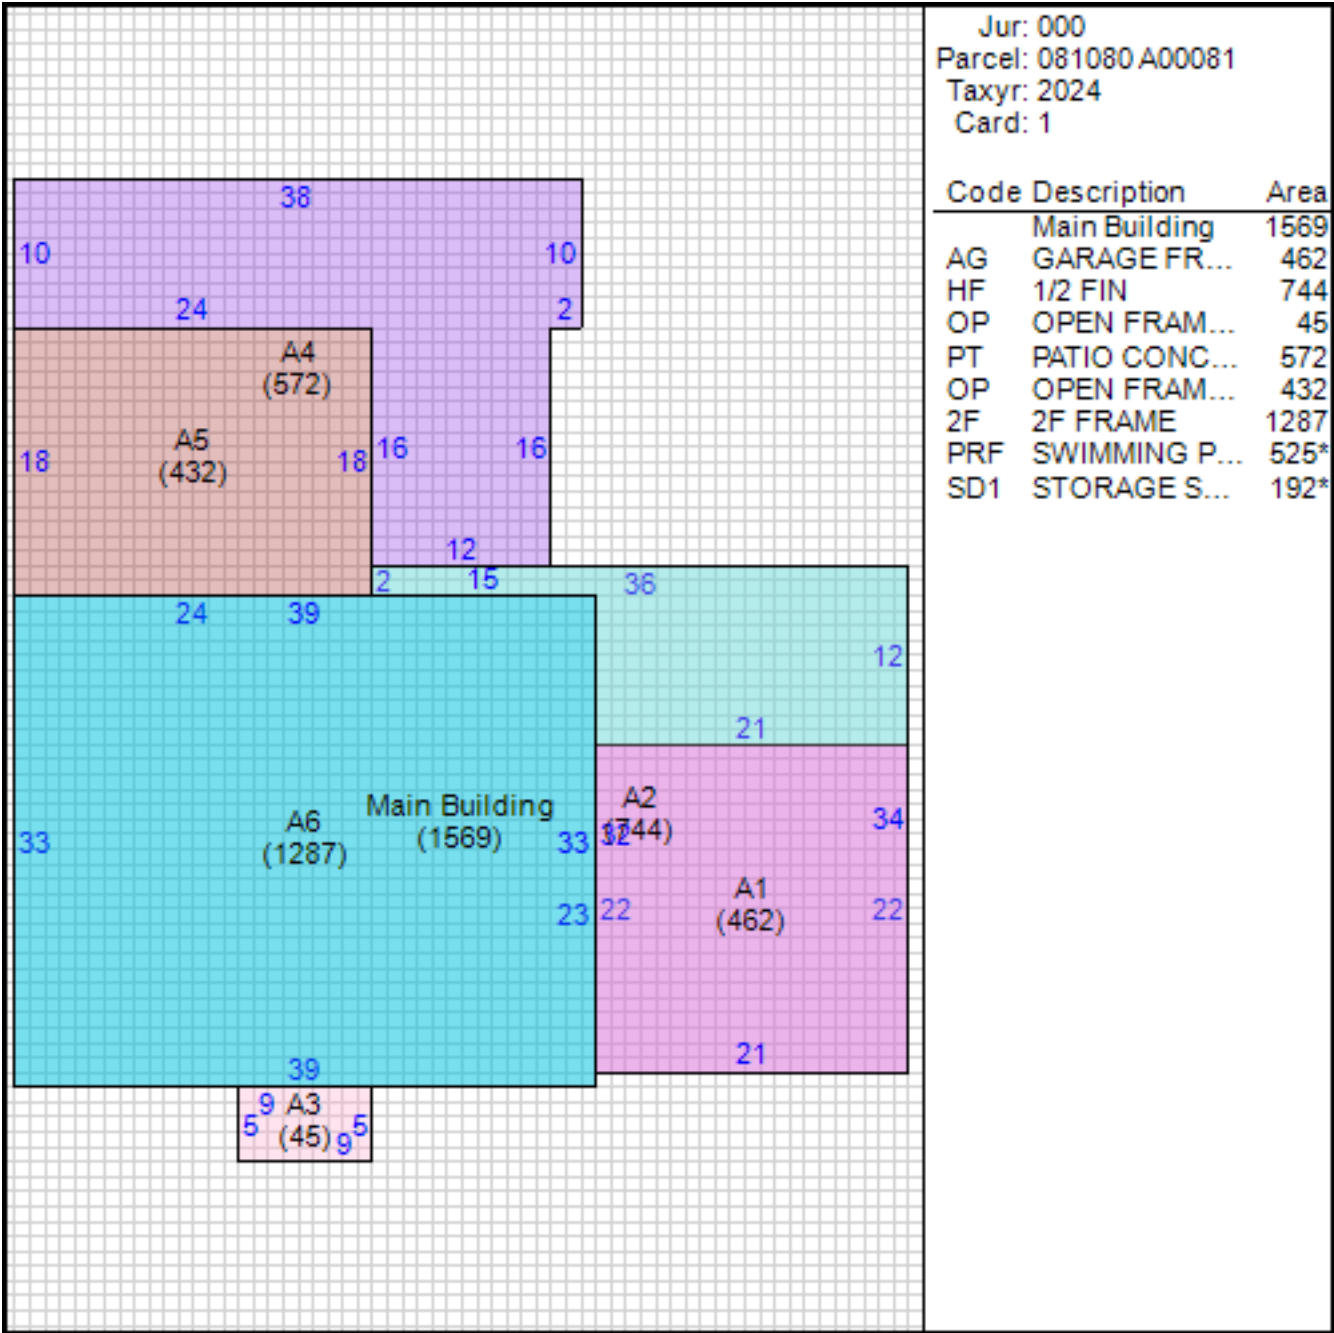 Jur: 000
Parcel: 081080 A00081
Taxyr: 2024
Card: 1
Code Description Area
Main Building 1569
AG GARAGE FR... 462
HF 1/2 FIN 744
OP OPEN FRAM... 45
PT PATIO CONC... 572
OP OPEN FRAM... 432
2F 2F FRAME 1287
PRF SWIMMING P... 525*
SD1 STORAGE S... 192*
38
10 10
24 2
A4
(572)
A5
(432)
18 18 16 16
12
2 15 36
24 39
12
21
Main Building
(1569)
A6
(1287)
A2
(744)
34
33 33 32
A1
(462)
23 22 22
39 21
9 A3
5 (45) 9 5